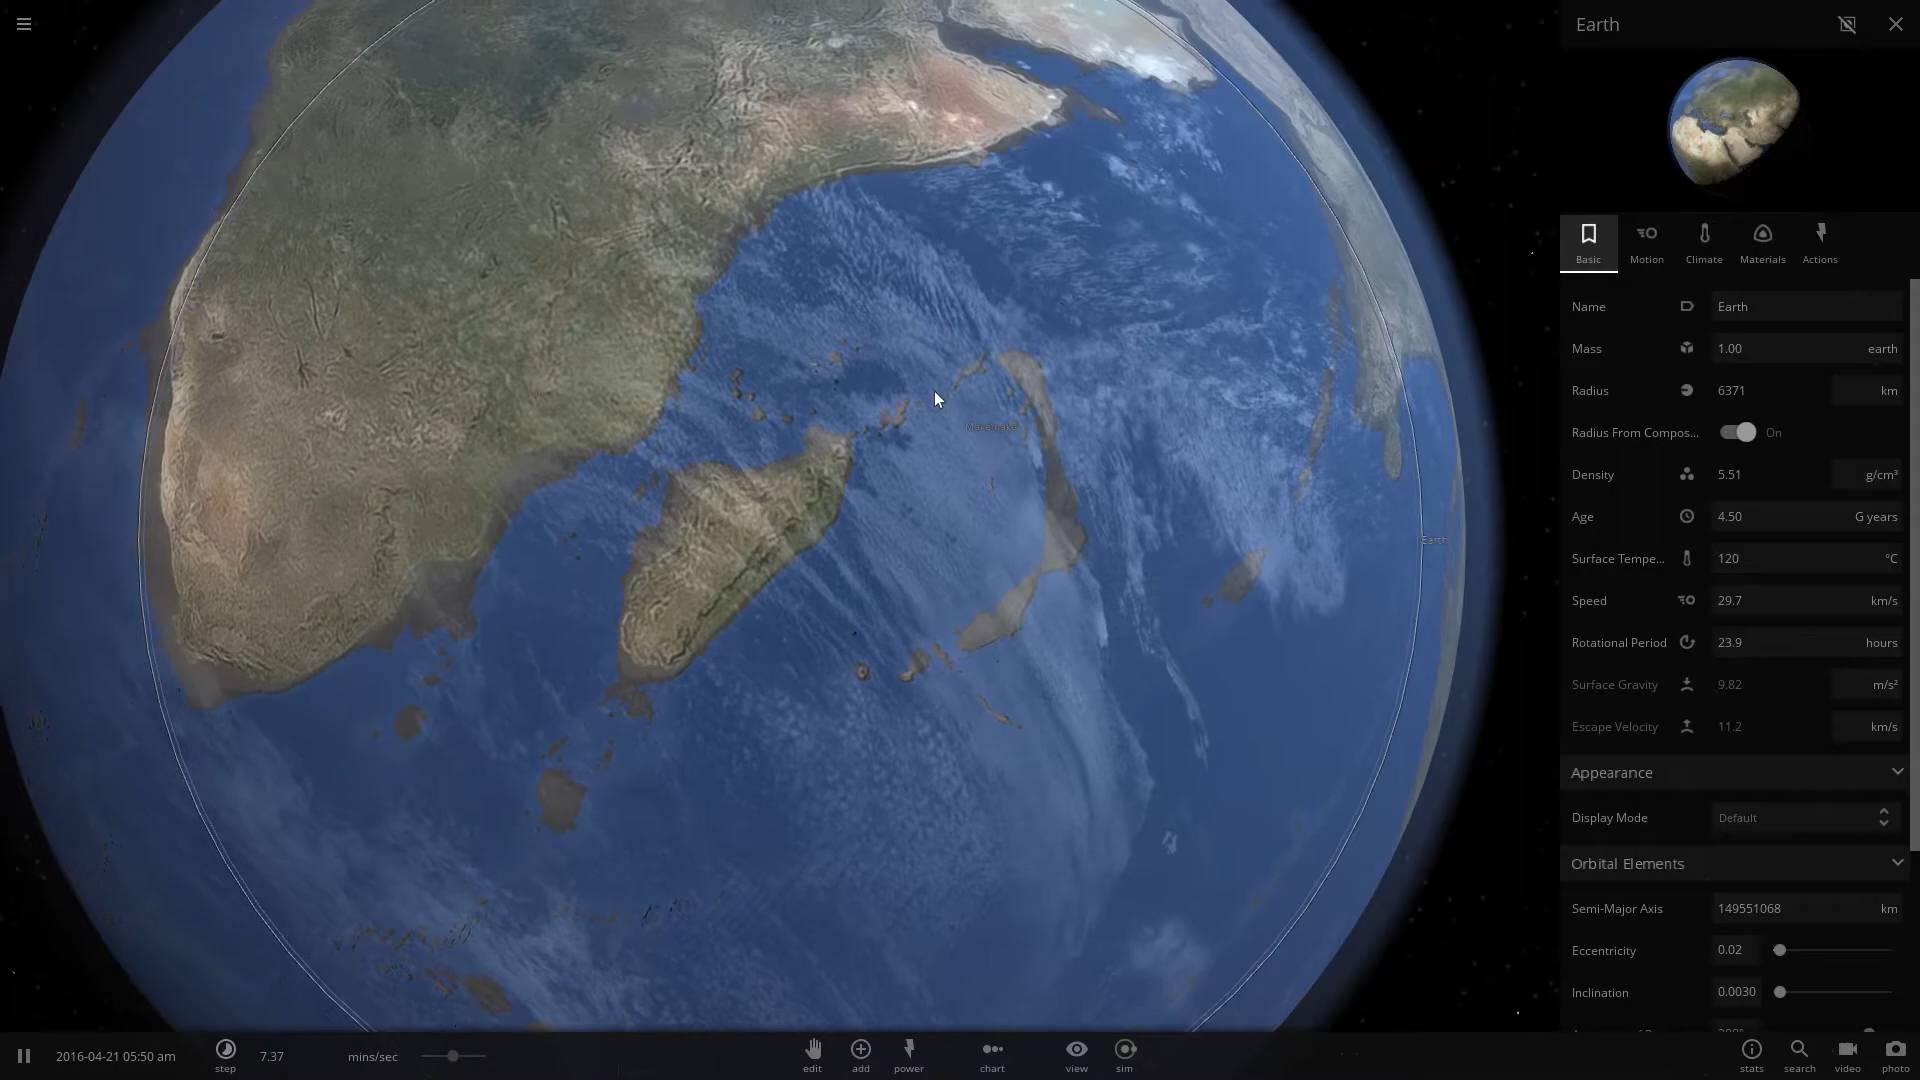 Earth
Basic
Motion
Climate
Materials
Actions
Name Earth
Mass 1.00 earth
Radius 6371 km
Radius From Compos... On
Density 5.51 g/cm³
Age 4.50 G years
Surface Tempe... 120 °C
Speed 29.7 km/s
Rotational Period 23.9 hours
Surface Gravity 9.82 m/s²
Escape Velocity 11.2 km/s
Appearance
Display Mode Default
Orbital Elements
Semi-Major Axis 149551068 km
Eccentricity 0.02
Inclination 0.0030
Makemake
Earth
2016-04-21 05:50 am
step
7.37 mins/sec
edit
add
power
chart
view
sim
stats
search
video
photo